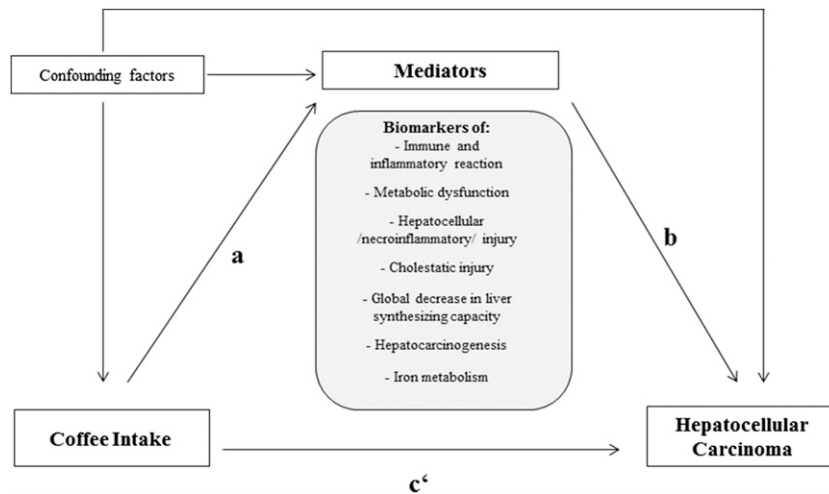 Confounding factors
Mediators
Biomarkers of:
- Immune and
inflammatory reaction
- Metabolic dysfunction
- Hepatocellular
/necroinflammatory/ injury
- Cholestatic injury
- Global decrease in liver
synthesizing capacity
- Hepatocarcinogenesis
- Iron metabolism
a
b
Coffee Intake
Hepatocellular
Carcinoma
c‘